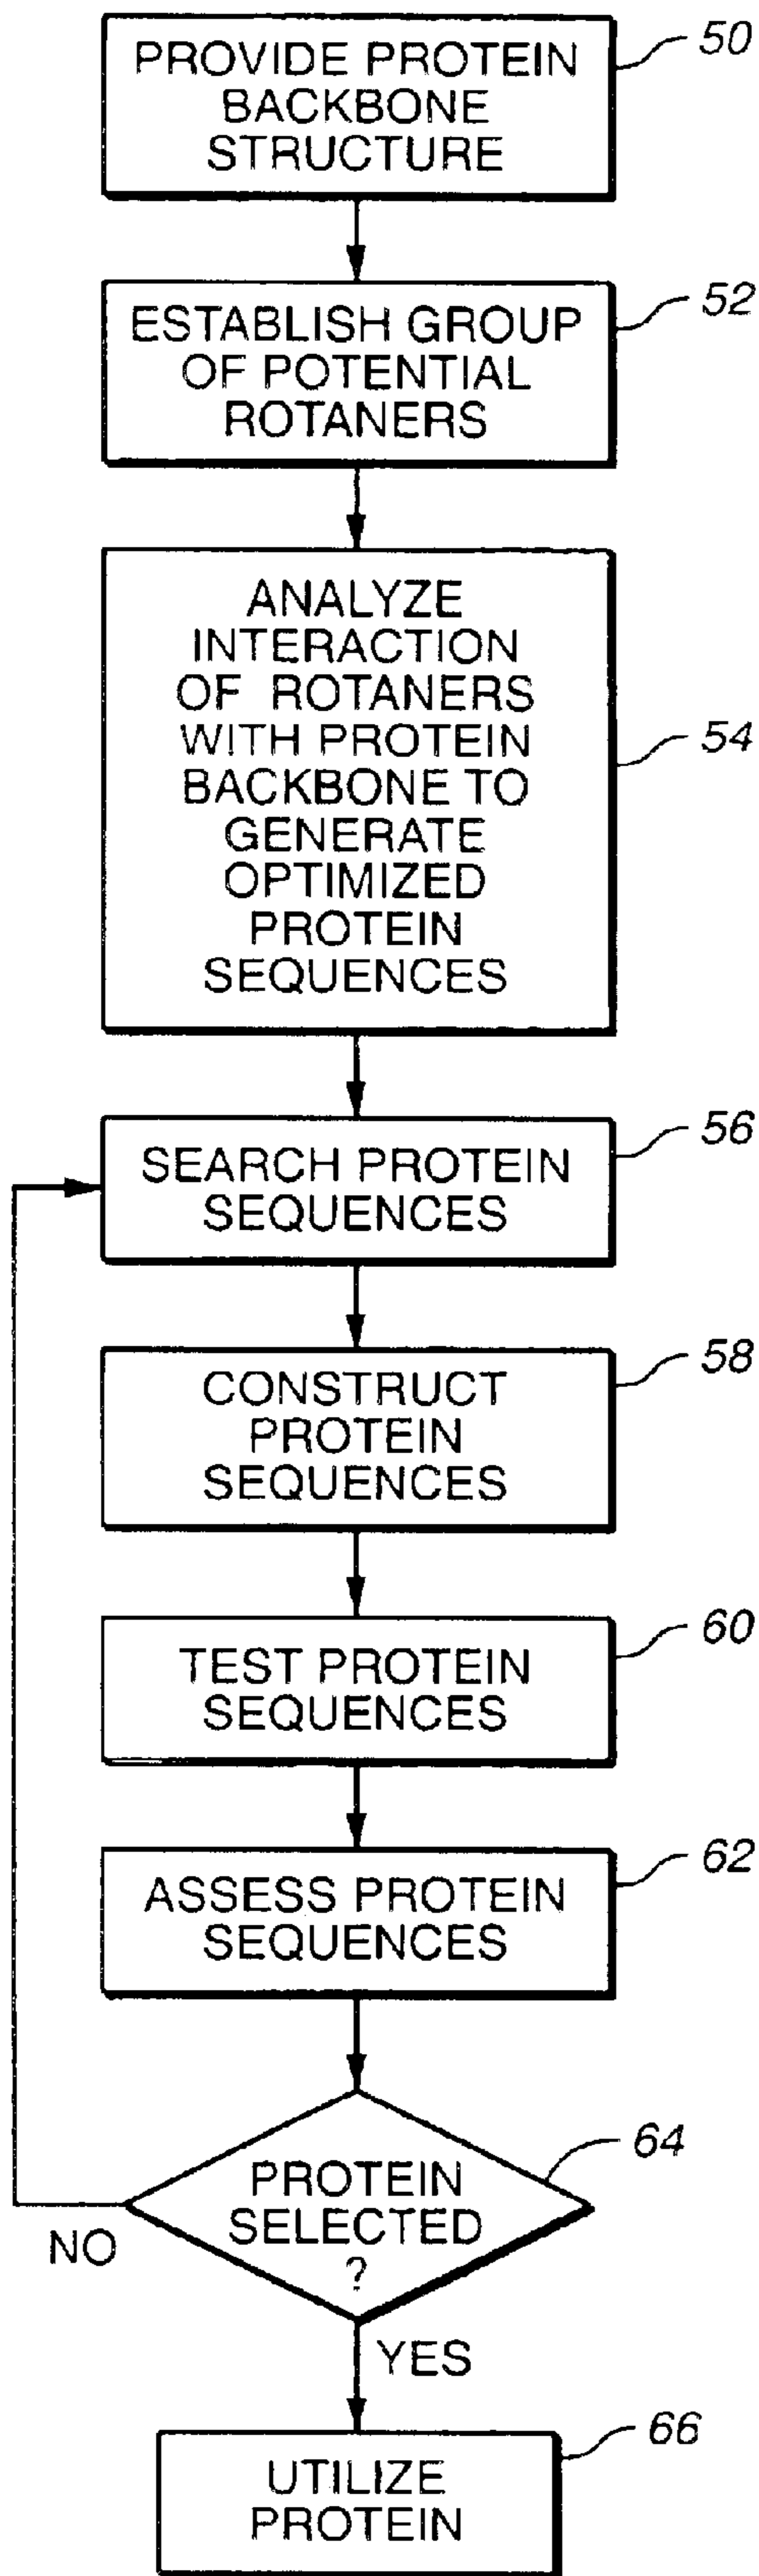 PROVIDE PROTEIN
BACKBONE
STRUCTURE
50
ESTABLISH GROUP
OF POTENTIAL
ROTANERS
52
ANALYZE
INTERACTION
OF ROTANERS
WITH PROTEIN
BACKBONE TO
GENERATE
OPTIMIZED
PROTEIN
SEQUENCES
54
SEARCH PROTEIN
SEQUENCES
56
CONSTRUCT
PROTEIN
SEQUENCES
58
TEST PROTEIN
SEQUENCES
60
ASSESS PROTEIN
SEQUENCES
62
PROTEIN
SELECTED
?
64
NO
YES
UTILIZE
PROTEIN
66